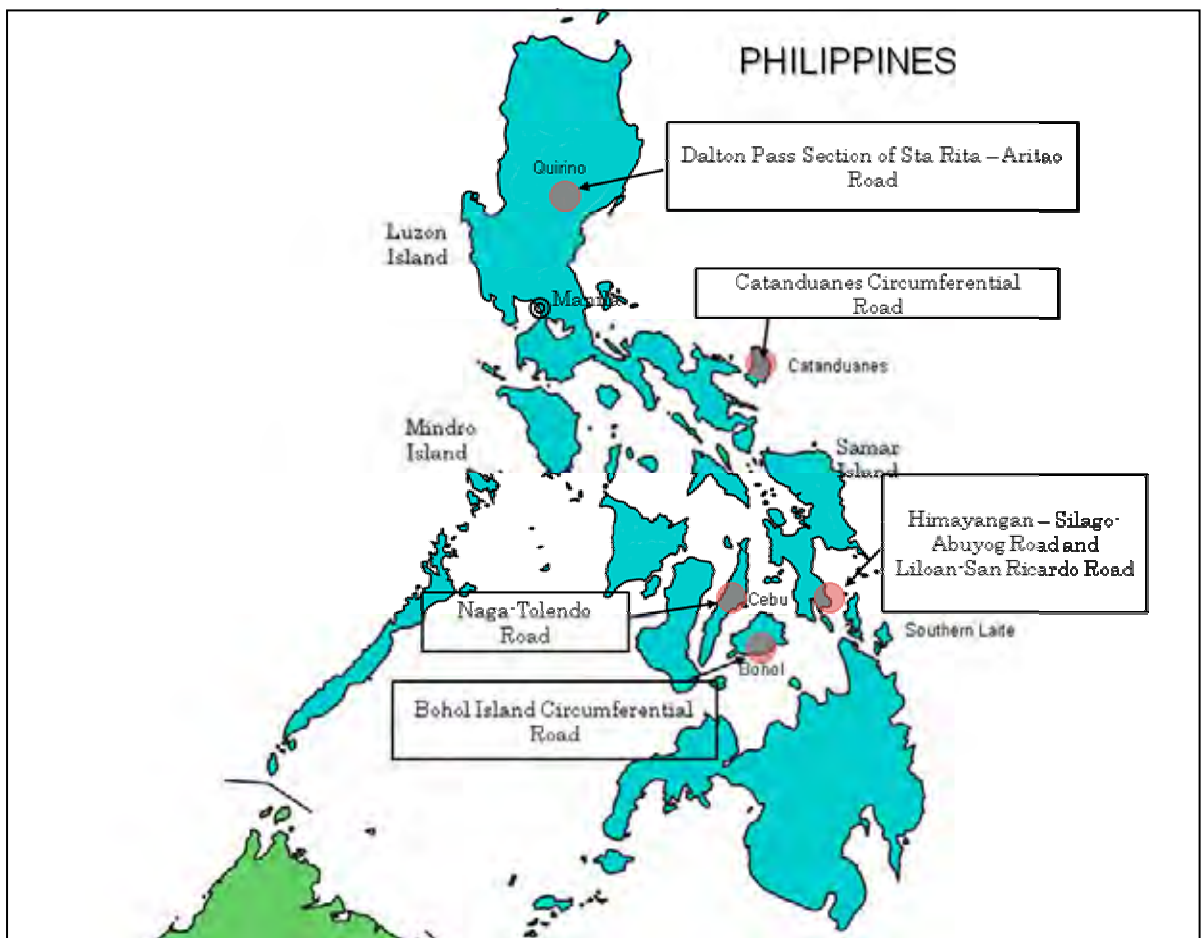 PHILIPPINES
Dalton Pass Section of Sta Rita – Aritao
Road
Quirino
Luzon
Island
Catanduanes Circumferential
Road
Manila
Catanduanes
Mindro
Island
Samar
Island
Himayangan – Silago-
Abuyog Road and
Liloan-San Ricardo Road
Naga-Tolendo
Road
Cebu
Southern Laite
Bohol
Bohol Island Circumferential
Road